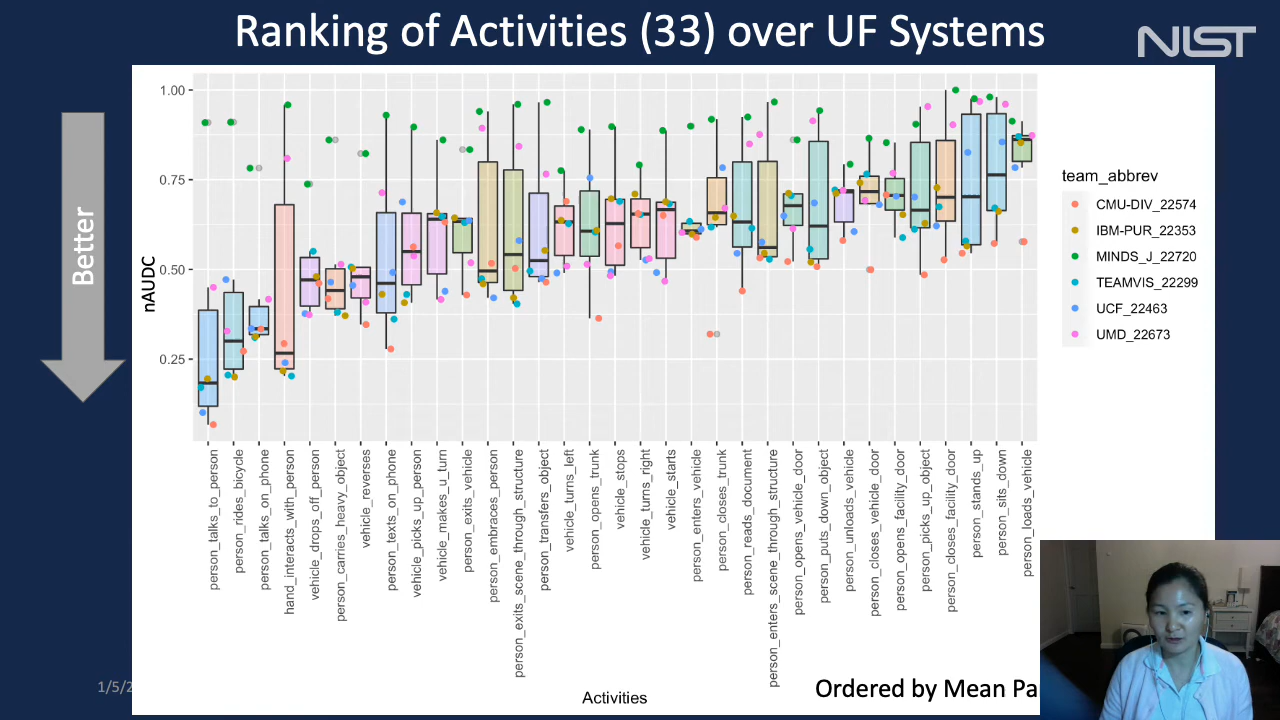 Ranking of Activities (33) over UF Systems
NIST
Better
nAUDC
1.00
0.75
0.50
0.25
team_abbrev
CMU-DIV_22574
IBM-PUR_22353
MINDS_J_22720
TEAMVIS_22299
UCF_22463
UMD_22673
person_talks_to_person
person_rides_bicycle
person_talks_on_phone
hand_interacts_with_person
vehicle_drops_off_person
person_carries_heavy_object
vehicle_reverses
person_texts_on_phone
vehicle_picks_up_person
vehicle_makes_u_turn
person_exits_vehicle
person_embraces_person
person_exits_scene_through_structure
person_transfers_object
vehicle_turns_left
person_opens_trunk
vehicle_stops
vehicle_turns_right
vehicle_starts
person_enters_vehicle
person_closes_trunk
person_reads_document
person_enters_scene_through_structure
person_opens_vehicle_door
person_puts_down_object
person_unloads_vehicle
person_closes_vehicle_door
person_opens_facility_door
person_picks_up_object
person_closes_facility_door
person_stands_up
person_sits_down
person_loads_vehicle
Activities
1/5/2
Ordered by Mean Pa